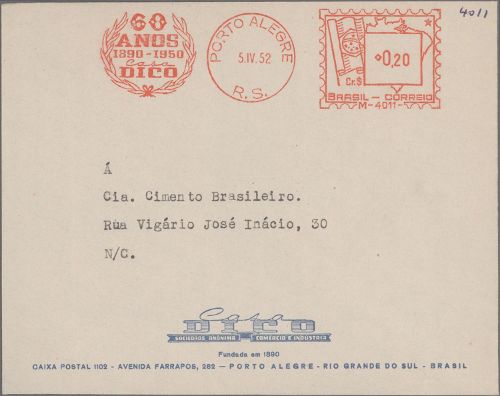 4011
60
ANOS
1890-1950
Casa
DICO
PORTO ALEGRE
5.IV.52
R.S.
0,20
Cr.$
BRASIL-CORREIO
M-4011-
Á
Cia. Cimento Brasileiro.
Rua Vigário José Inácio, 30
N/C.
Casa
DICO
SOCIEDADE ANÔNIMA COMÉRCIO E INDÚSTRIA
Fundada em 1890
CAIXA POSTAL 1102 - AVENIDA FARRAPOS, 282 - PORTO ALEGRE - RIO GRANDE DO SUL - BRASIL